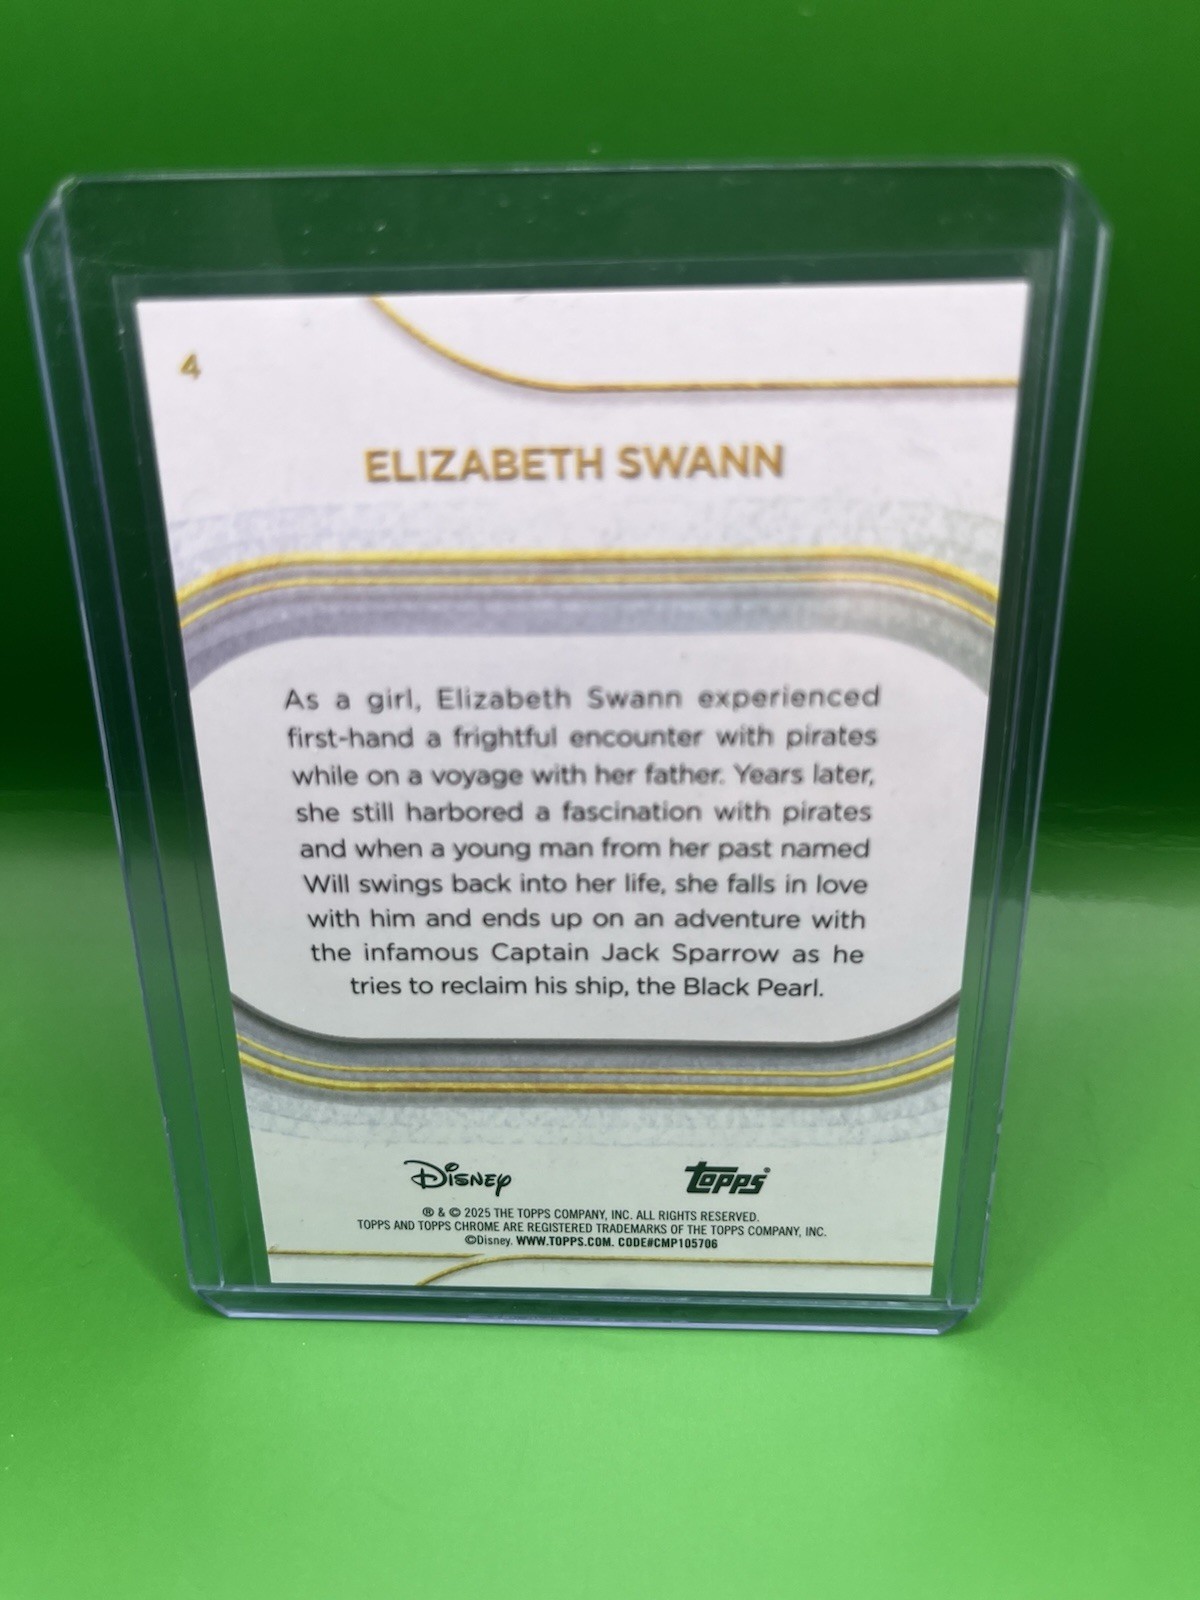 4
ELIZABETH SWANN
As a girl, Elizabeth Swann experienced
first-hand a frightful encounter with pirates
while on a voyage with her father. Years later,
she still harbored a fascination with pirates
and when a young man from her past named
Will swings back into her life, she falls in love
with him and ends up on an adventure with
the infamous Captain Jack Sparrow as he
tries to reclaim his ship, the Black Pearl.
Disney topps®
® & © 2025 THE TOPPS COMPANY, INC. ALL RIGHTS RESERVED.
TOPPS AND TOPPS CHROME ARE REGISTERED TRADEMARKS OF THE TOPPS COMPANY, INC.
©Disney. WWW.TOPPS.COM. CODE#CMP105706